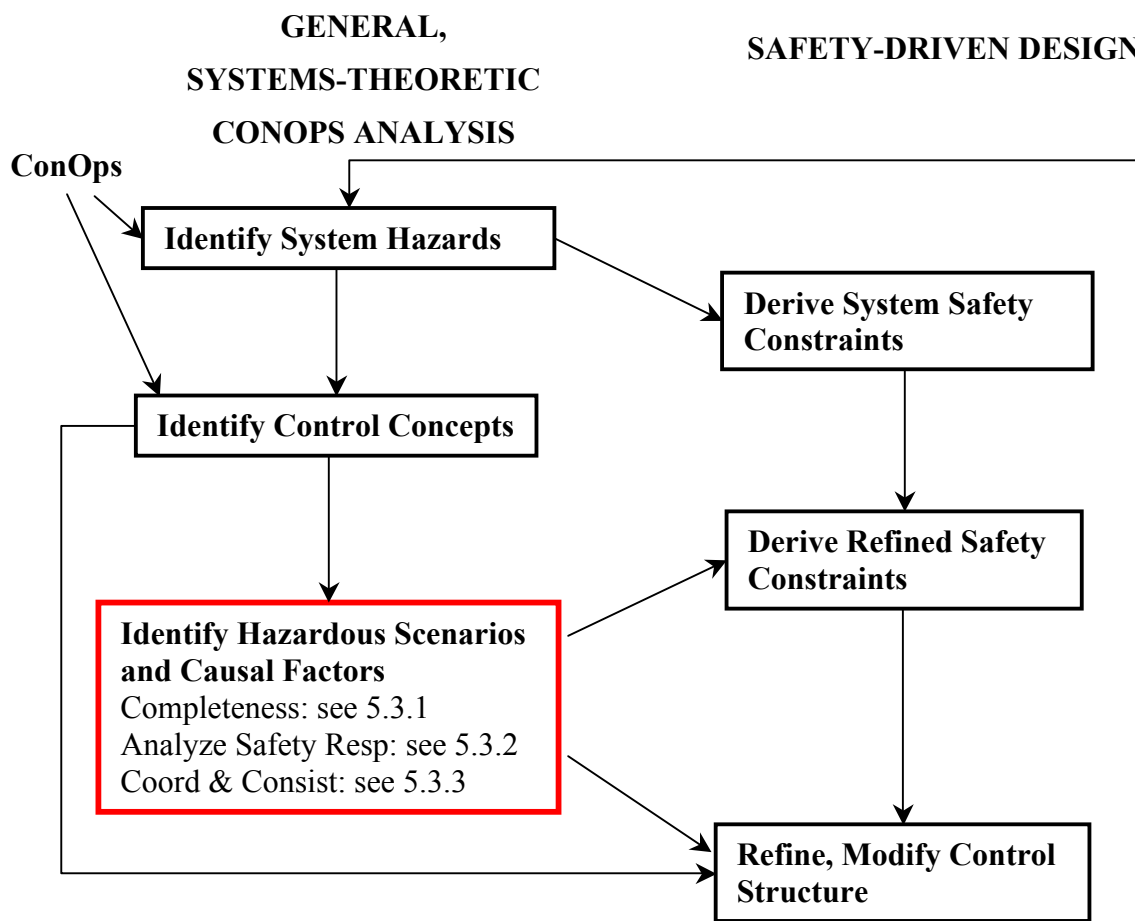 GENERAL,
SYSTEMS-THEORETIC
CONOPS ANALYSIS
SAFETY-DRIVEN DESIGN
ConOps
Identify System Hazards
Derive System Safety
Constraints
Identify Control Concepts
Derive Refined Safety
Constraints
Identify Hazardous Scenarios
and Causal Factors
Completeness: see 5.3.1
Analyze Safety Resp: see 5.3.2
Coord & Consist: see 5.3.3
Refine, Modify Control
Structure